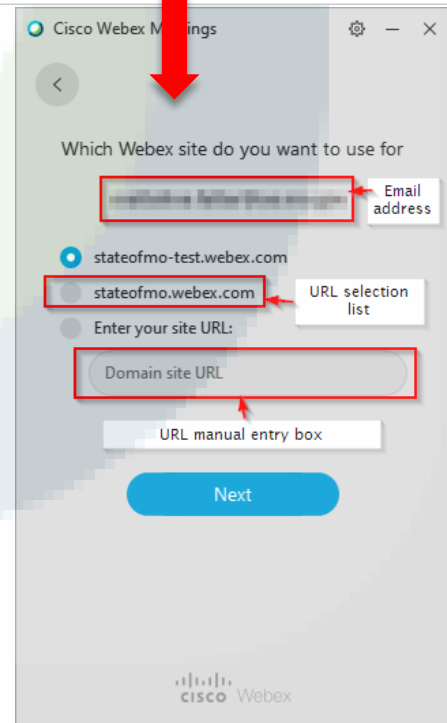 Cisco Webex Meetings
Which Webex site do you want to use for
Email
address
stateofmo-test.webex.com
stateofmo.webex.com
URL selection
list
Enter your site URL:
Domain site URL
URL manual entry box
Next
CISCO Webex